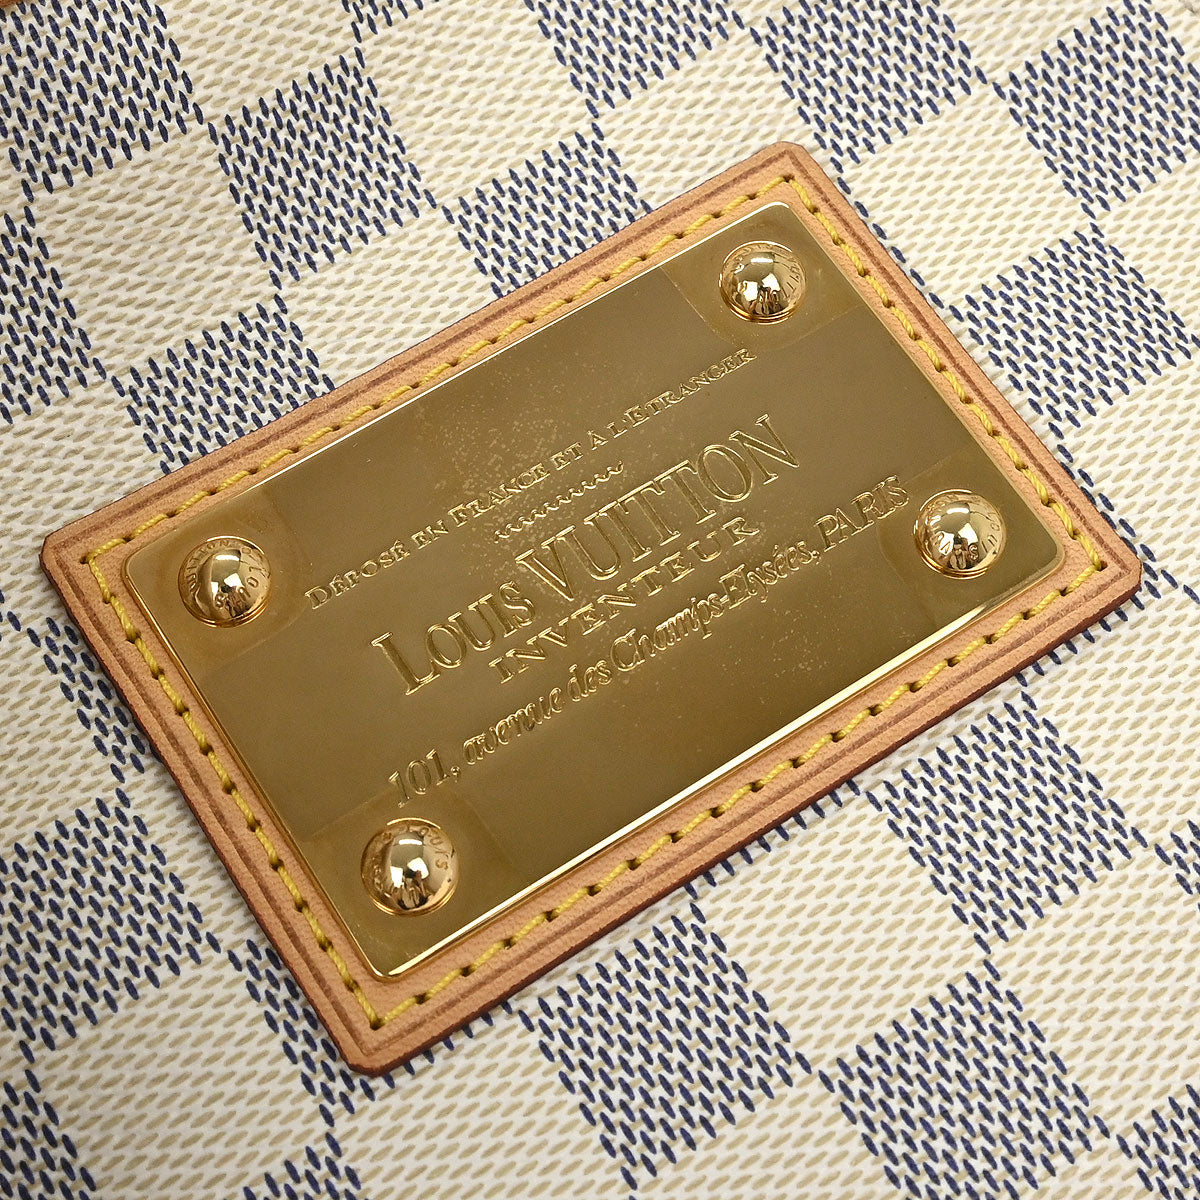 DÉPOSÉ EN FRANCE ET À L'ETRANGER
LOUIS VUITTON
INVENTEUR
101, avenue des Champs-Elysées, PARIS